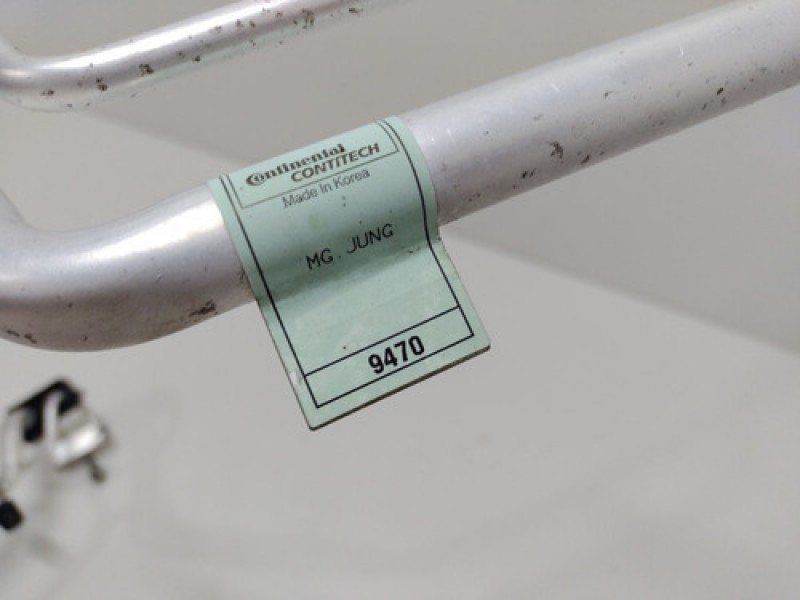 Continental
CONTITECH
Made In Korea
MG. JUNG
9470